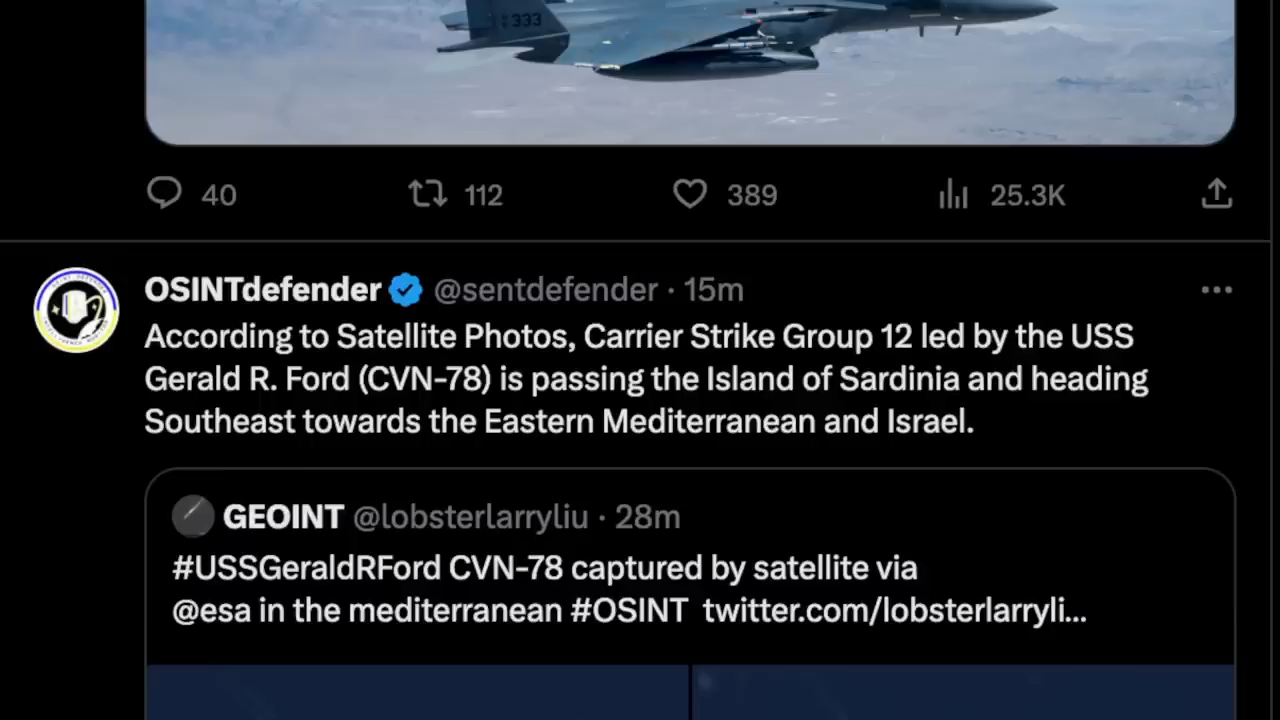 333
40 112 389 25.3K
OSINTdefender @sentdefender · 15m
According to Satellite Photos, Carrier Strike Group 12 led by the USS
Gerald R. Ford (CVN-78) is passing the Island of Sardinia and heading
Southeast towards the Eastern Mediterranean and Israel.
GEOINT @lobsterlarryliu · 28m
#USSGeraldRFord CVN-78 captured by satellite via
@esa in the mediterranean #OSINT twitter.com/lobsterlarryli...